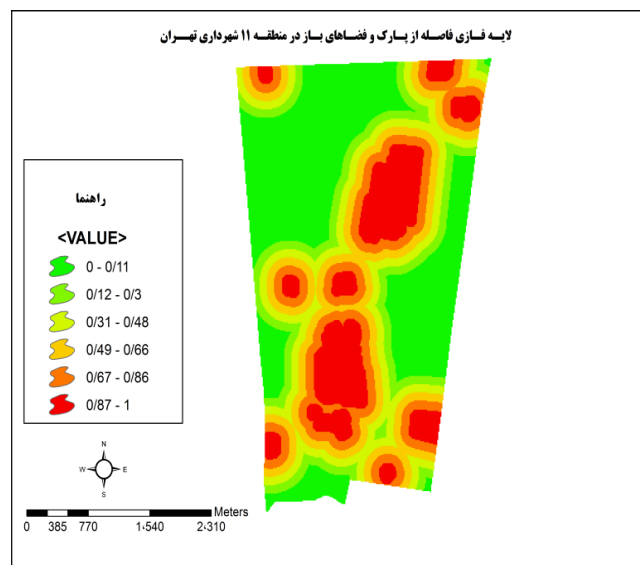 لایه فازی فاصله از پارک و فضاهای باز در منطقه ۱۱ شهرداری تهران
راهنما
<VALUE>
0 - 0/11
0/12 - 0/3
0/31 - 0/48
0/49 - 0/66
0/67 - 0/86
0/87 - 1
N
W E
S
Meters
0 385 770 1،540 2،310